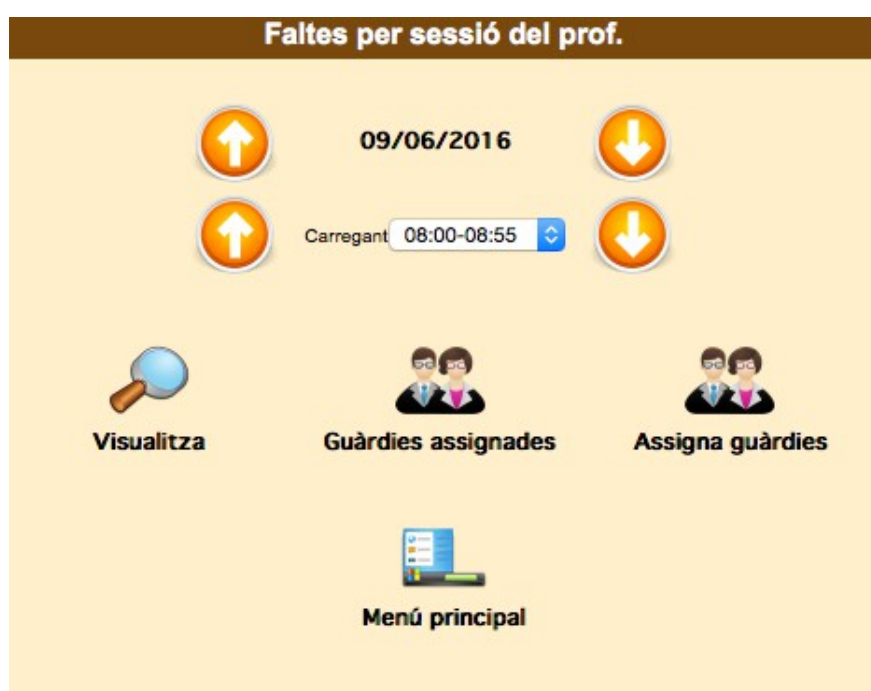 Faltes per sessió del prof.
09/06/2016
Carregant 08:00-08:55
Visualitza
Guàrdies assignades
Assigna guàrdies
Menú principal